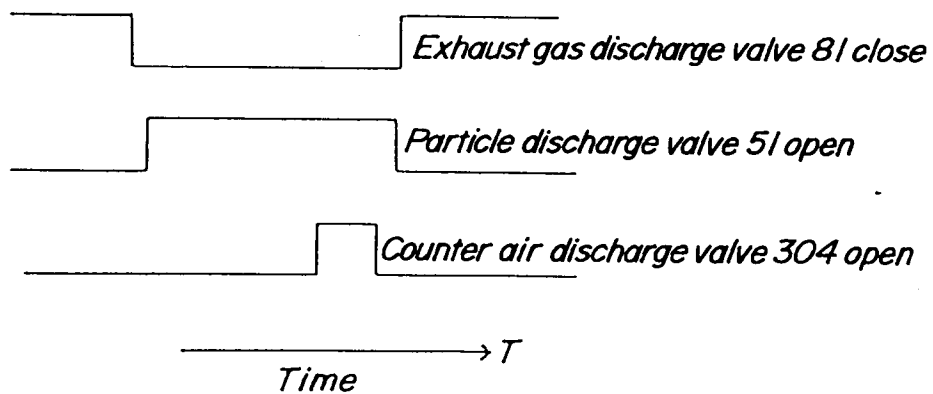 Exhaust gas discharge valve 81 close
Particle discharge valve 51 open
Counter air discharge valve 304 open
T
Time